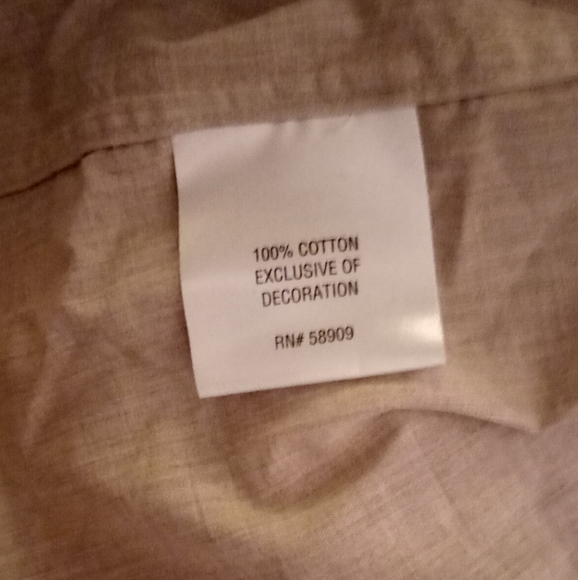 100% COTTON
EXCLUSIVE OF
DECORATION
RN# 58909